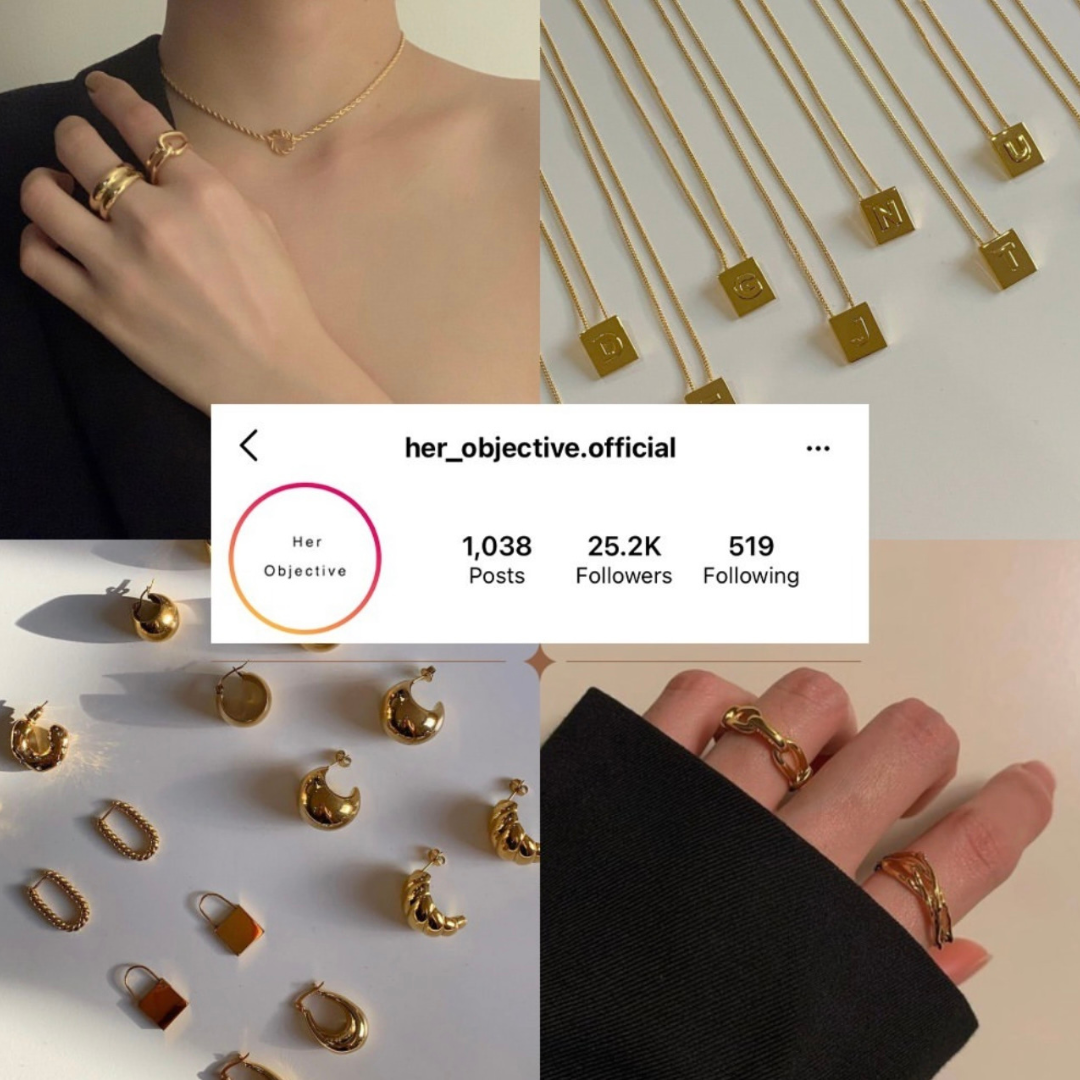 U
N
T
G
D
J
her_objective.official
Her
Objective
1,038
Posts
25.2K
Followers
519
Following